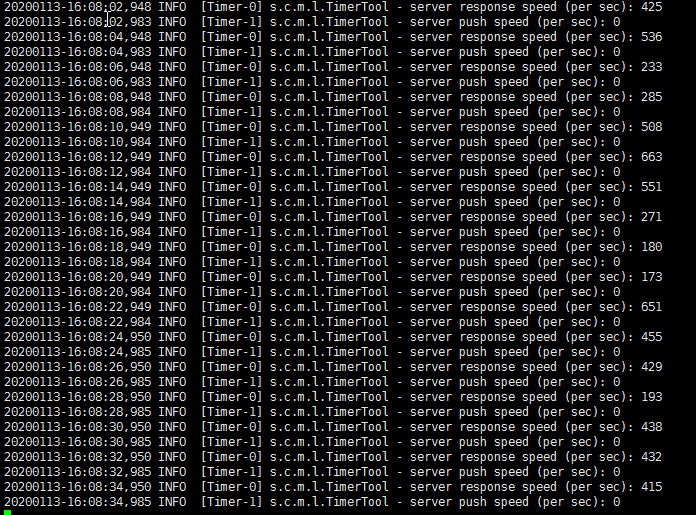 20200113-16:08:02,948 INFO  [Timer-0] s.c.m.l.TimerTool - server response speed (per sec): 425
20200113-16:08:02,983 INFO  [Timer-1] s.c.m.l.TimerTool - server push speed (per sec): 0
20200113-16:08:04,948 INFO  [Timer-0] s.c.m.l.TimerTool - server response speed (per sec): 536
20200113-16:08:04,983 INFO  [Timer-1] s.c.m.l.TimerTool - server push speed (per sec): 0
20200113-16:08:06,948 INFO  [Timer-0] s.c.m.l.TimerTool - server response speed (per sec): 233
20200113-16:08:06,983 INFO  [Timer-1] s.c.m.l.TimerTool - server push speed (per sec): 0
20200113-16:08:08,948 INFO  [Timer-0] s.c.m.l.TimerTool - server response speed (per sec): 285
20200113-16:08:08,984 INFO  [Timer-1] s.c.m.l.TimerTool - server push speed (per sec): 0
20200113-16:08:10,949 INFO  [Timer-0] s.c.m.l.TimerTool - server response speed (per sec): 508
20200113-16:08:10,984 INFO  [Timer-1] s.c.m.l.TimerTool - server push speed (per sec): 0
20200113-16:08:12,949 INFO  [Timer-0] s.c.m.l.TimerTool - server response speed (per sec): 663
20200113-16:08:12,984 INFO  [Timer-1] s.c.m.l.TimerTool - server push speed (per sec): 0
20200113-16:08:14,949 INFO  [Timer-0] s.c.m.l.TimerTool - server response speed (per sec): 551
20200113-16:08:14,984 INFO  [Timer-1] s.c.m.l.TimerTool - server push speed (per sec): 0
20200113-16:08:16,949 INFO  [Timer-0] s.c.m.l.TimerTool - server response speed (per sec): 271
20200113-16:08:16,984 INFO  [Timer-1] s.c.m.l.TimerTool - server push speed (per sec): 0
20200113-16:08:18,949 INFO  [Timer-0] s.c.m.l.TimerTool - server response speed (per sec): 180
20200113-16:08:18,984 INFO  [Timer-1] s.c.m.l.TimerTool - server push speed (per sec): 0
20200113-16:08:20,949 INFO  [Timer-0] s.c.m.l.TimerTool - server response speed (per sec): 173
20200113-16:08:20,984 INFO  [Timer-1] s.c.m.l.TimerTool - server push speed (per sec): 0
20200113-16:08:22,949 INFO  [Timer-0] s.c.m.l.TimerTool - server response speed (per sec): 651
20200113-16:08:22,984 INFO  [Timer-1] s.c.m.l.TimerTool - server push speed (per sec): 0
20200113-16:08:24,950 INFO  [Timer-0] s.c.m.l.TimerTool - server response speed (per sec): 455
20200113-16:08:24,985 INFO  [Timer-1] s.c.m.l.TimerTool - server push speed (per sec): 0
20200113-16:08:26,950 INFO  [Timer-0] s.c.m.l.TimerTool - server response speed (per sec): 429
20200113-16:08:26,985 INFO  [Timer-1] s.c.m.l.TimerTool - server push speed (per sec): 0
20200113-16:08:28,950 INFO  [Timer-0] s.c.m.l.TimerTool - server response speed (per sec): 193
20200113-16:08:28,985 INFO  [Timer-1] s.c.m.l.TimerTool - server push speed (per sec): 0
20200113-16:08:30,950 INFO  [Timer-0] s.c.m.l.TimerTool - server response speed (per sec): 438
20200113-16:08:30,985 INFO  [Timer-1] s.c.m.l.TimerTool - server push speed (per sec): 0
20200113-16:08:32,950 INFO  [Timer-0] s.c.m.l.TimerTool - server response speed (per sec): 432
20200113-16:08:32,985 INFO  [Timer-1] s.c.m.l.TimerTool - server push speed (per sec): 0
20200113-16:08:34,950 INFO  [Timer-0] s.c.m.l.TimerTool - server response speed (per sec): 415
20200113-16:08:34,985 INFO  [Timer-1] s.c.m.l.TimerTool - server push speed (per sec): 0